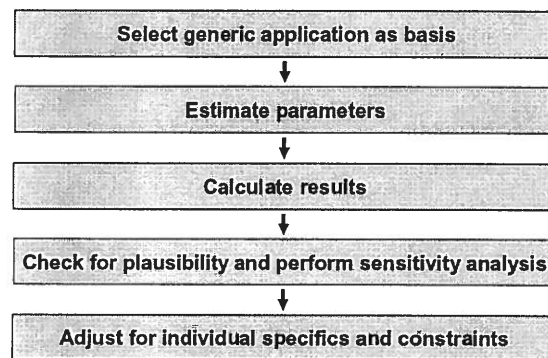 Select generic application as basis
Estimate parameters
Calculate results
Check for plausibility and perform sensitivity analysis
Adjust for individual specifics and constraints